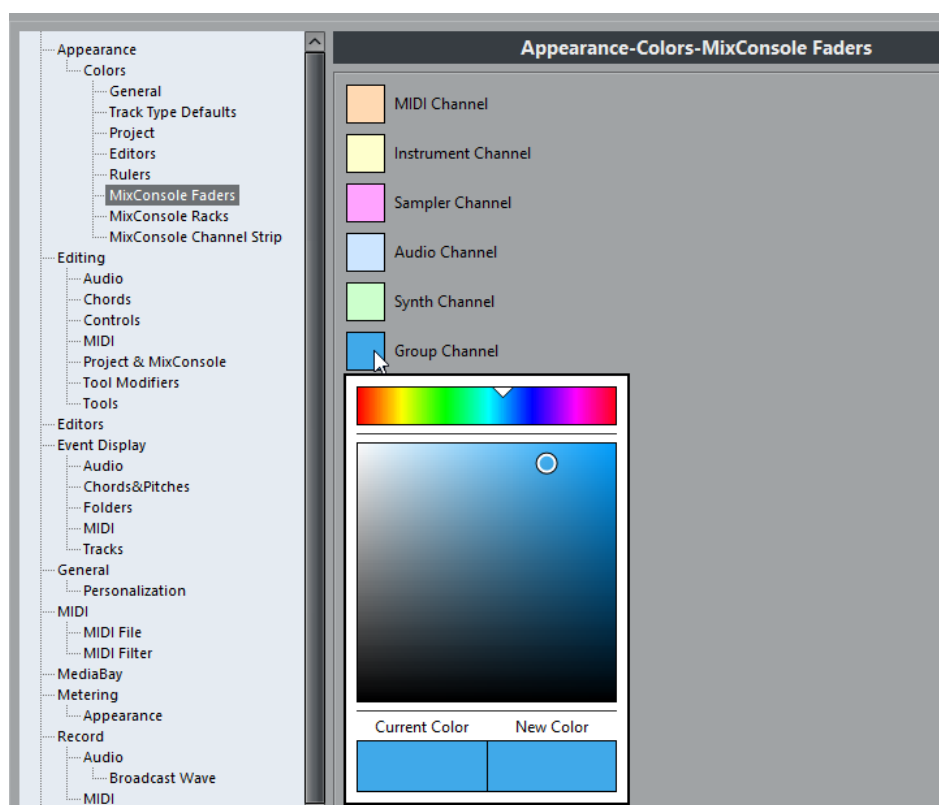 Appearance
Colors
General
Track Type Defaults
Project
Editors
Rulers
MixConsole Faders
MixConsole Racks
MixConsole Channel Strip
Editing
Audio
Chords
Controls
MIDI
Project & MixConsole
Tool Modifiers
Tools
Editors
Event Display
Audio
Chords&Pitches
Folders
MIDI
Tracks
General
Personalization
MIDI
MIDI File
MIDI Filter
MediaBay
Metering
Appearance
Record
Audio
Broadcast Wave
MIDI
Appearance-Colors-MixConsole Faders
MIDI Channel
Instrument Channel
Sampler Channel
Audio Channel
Synth Channel
Group Channel
Current Color New Color